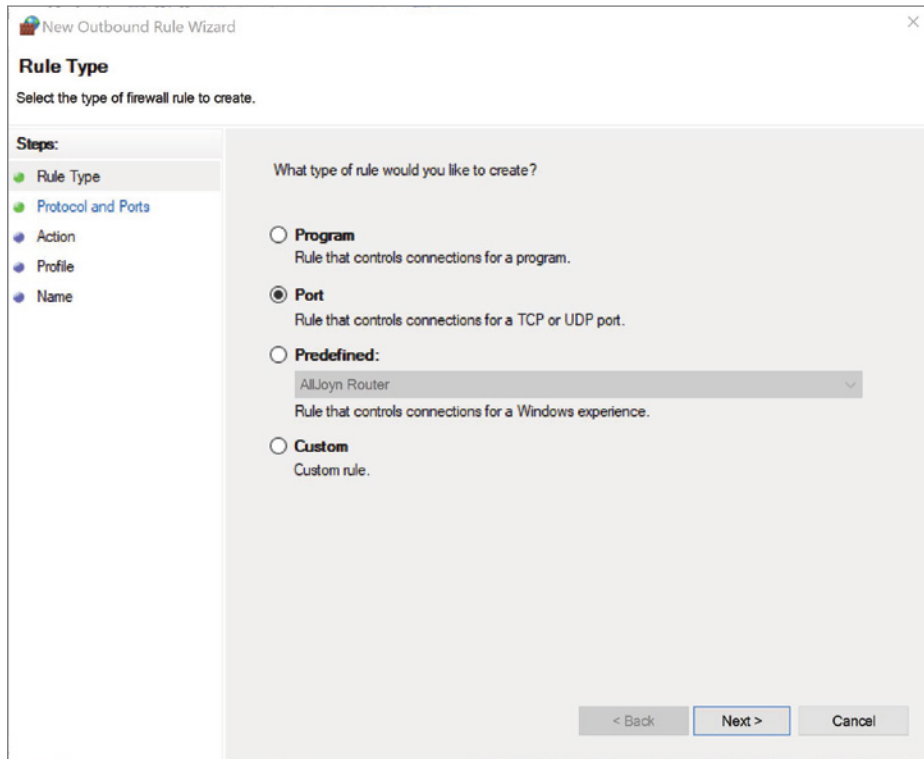 New Outbound Rule Wizard
Rule Type
Select the type of firewall rule to create.
Steps:
Rule Type
Protocol and Ports
Action
Profile
Name
What type of rule would you like to create?
Program
Rule that controls connections for a program.
Port
Rule that controls connections for a TCP or UDP port.
Predefined:
AllJoyn Router
Rule that controls connections for a Windows experience.
Custom
Custom rule.
< Back
Next >
Cancel